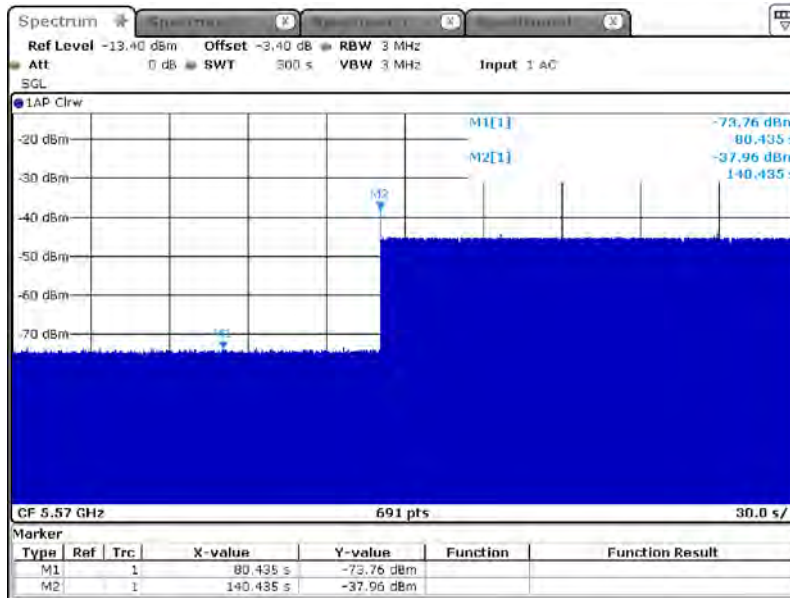 Spectrum
Ref Level -13.40 dBm Offset -3.40 dB RBW 3 MHz
Att 0 dB SWT 300 s VBW 3 MHz Input 1 AC
SGL
1AP Clrw
M1[1] -73.76 dBm
80.435 s
-20 dBm
M2[1] -37.96 dBm
140.435 s
-30 dBm
M2
-40 dBm
-50 dBm
-60 dBm
-70 dBm
M1
CF 5.57 GHz 691 pts 30.0 s/
Marker
Type Ref Trc X-value Y-value Function Function Result
M1 1 80.435 s -73.76 dBm
M2 1 140.435 s -37.96 dBm